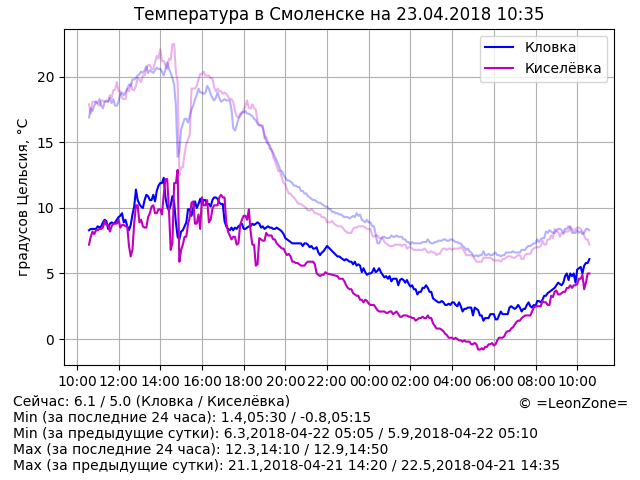 Температура в Смоленске на 23.04.2018 10:35
Кловка
Киселёвка
градусов Цельсия, °C
20
15
10
5
0
10:00 12:00 14:00 16:00 18:00 20:00 22:00 00:00 02:00 04:00 06:00 08:00 10:00
Сейчас: 6.1 / 5.0 (Кловка / Киселёвка)
© =LeonZone=
Min (за последние 24 часа): 1.4,05:30 / -0.8,05:15
Min (за предыдущие сутки): 6.3,2018-04-22 05:05 / 5.9,2018-04-22 05:10
Max (за последние 24 часа): 12.3,14:10 / 12.9,14:50
Max (за предыдущие сутки): 21.1,2018-04-21 14:20 / 22.5,2018-04-21 14:35